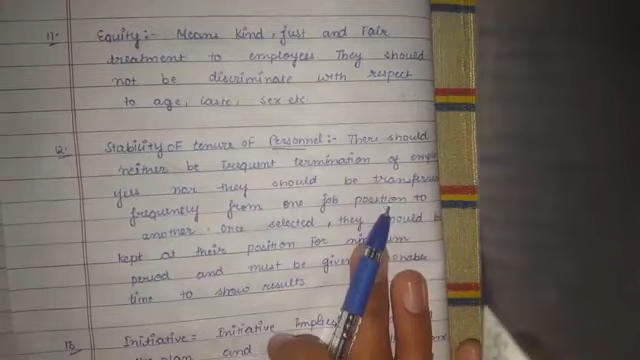 11. Equity:- Means kind, just and Fair
treatment to employees. They should
not be discriminate with respect
to age, caste, sex etc.
12. Stability of tenure of Personnel:- There should
neither be frequent termination of emplo
yees nor they should be transferred
frequently from one job position to
another. Once selected, they should b
kept at their position for
period and must be given
time to show results
13. Initiative:- Initiative implies
the plan and